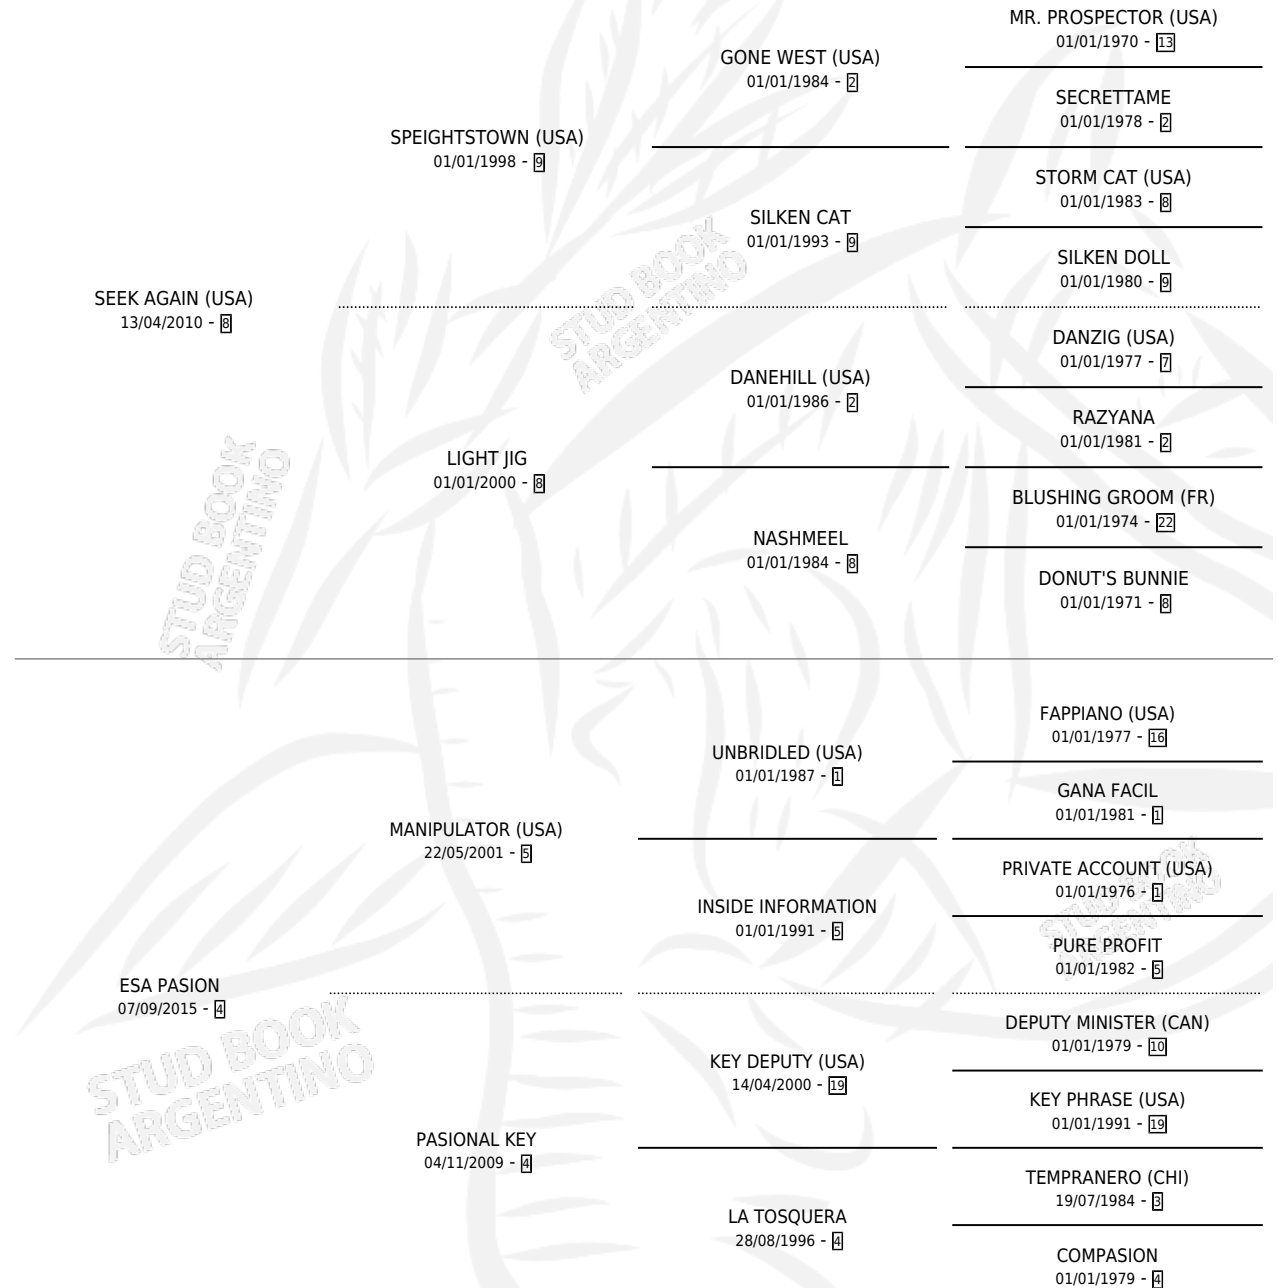 MR. PROSPECTOR (USA)
01/01/1970 - 13
GONE WEST (USA)
01/01/1984 - 2
SECRETTAME
01/01/1978 - 2
SPEIGHTSTOWN (USA)
01/01/1998 - 9
STORM CAT (USA)
01/01/1983 - 8
SILKEN CAT
01/01/1993 - 9
SILKEN DOLL
01/01/1980 - 9
SEEK AGAIN (USA)
13/04/2010 - 8
DANZIG (USA)
01/01/1977 - 7
DANEHILL (USA)
01/01/1986 - 2
RAZYANA
01/01/1981 - 2
LIGHT JIG
01/01/2000 - 8
BLUSHING GROOM (FR)
01/01/1974 - 22
NASHMEEL
01/01/1984 - 8
DONUT'S BUNNIE
01/01/1971 - 8
FAPPIANO (USA)
01/01/1977 - 16
UNBRIDLED (USA)
01/01/1987 - 1
GANA FACIL
01/01/1981 - 1
MANIPULATOR (USA)
22/05/2001 - 5
PRIVATE ACCOUNT (USA)
01/01/1976 - 1
INSIDE INFORMATION
01/01/1991 - 5
PURE PROFIT
01/01/1982 - 5
ESA PASION
07/09/2015 - 4
DEPUTY MINISTER (CAN)
01/01/1979 - 10
KEY DEPUTY (USA)
14/04/2000 - 19
KEY PHRASE (USA)
01/01/1991 - 19
PASIONAL KEY
04/11/2009 - 4
TEMPRANERO (CHI)
19/07/1984 - 3
LA TOSQUERA
28/08/1996 - 4
COMPASION
01/01/1979 - 4
STUD BOOK
ARGENTINO
STUD BOOK
ARGENTINO
STUD BOOK
ARGENTINO
STUD BOOK
ARGENTINO